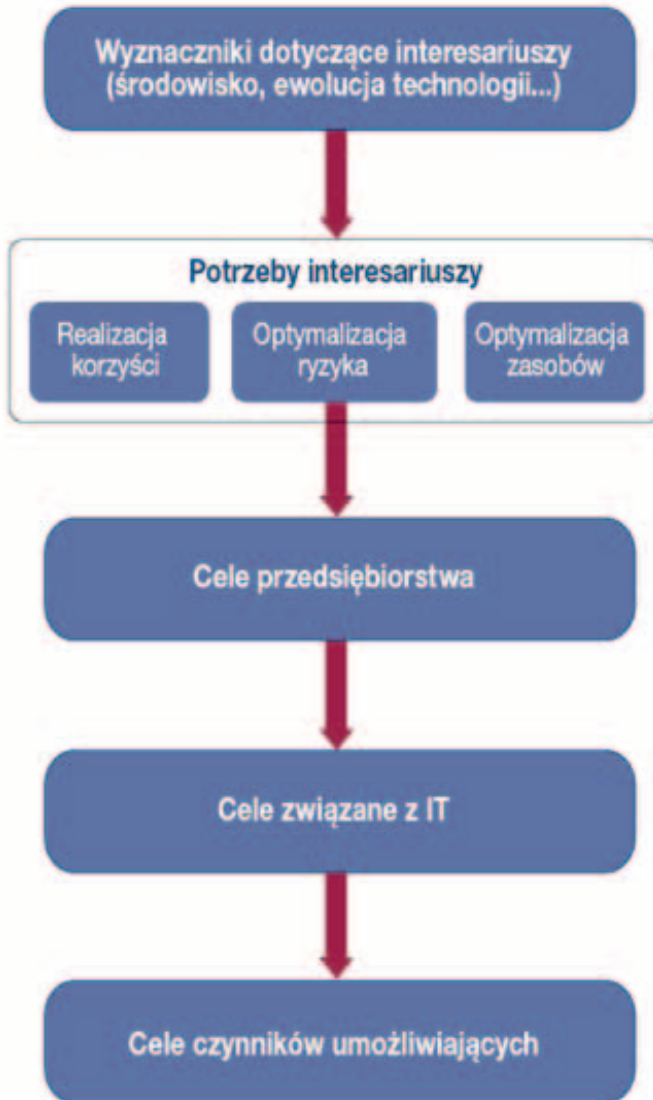 Wyznaczniki dotyczące interesariuszy
(środowisko, ewolucja technologii...)
Potrzeby interesariuszy
Realizacja
korzyści
Optymalizacja
ryzyka
Optymalizacja
zasobów
Cele przedsiębiorstwa
Cele związane z IT
Cele czynników umożliwiających